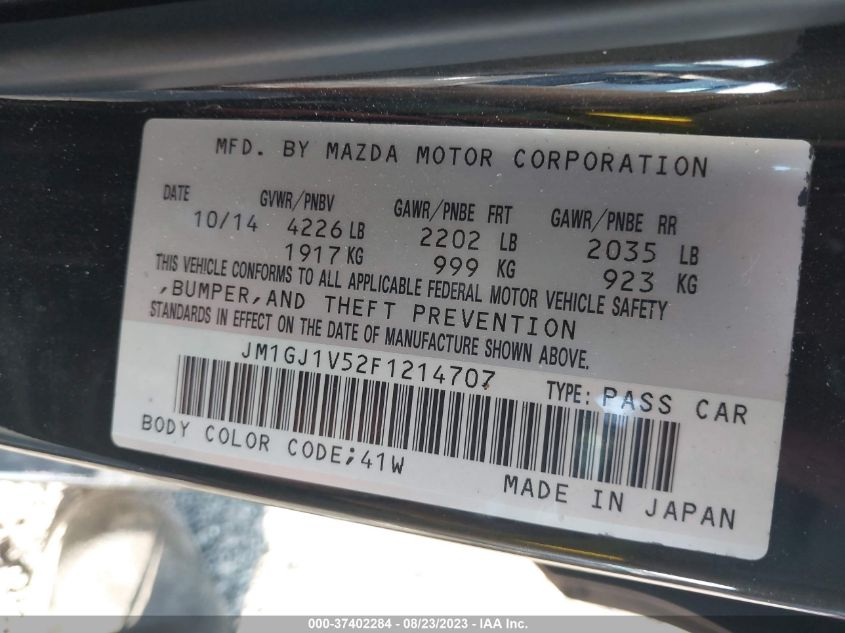 MFD. BY MAZDA MOTOR CORPORATION
DATE GVWR/PNBV GAWR/PNBE FRT GAWR/PNBE RR
10/14 4226 LB 2202 LB 2035 LB
1917 KG 999 KG 923 KG
THIS VEHICLE CONFORMS TO ALL APPLICABLE FEDERAL MOTOR VEHICLE SAFETY
,BUMPER,AND THEFT PREVENTION
STANDARDS IN EFFECT ON THE DATE OF MANUFACTURE SHOWN ABOVE.
JM1GJ1V52F1214707 TYPE: PASS CAR
BODY COLOR CODE;41W
MADE IN JAPAN
000-37402284 - 08/23/2023 - IAA Inc.